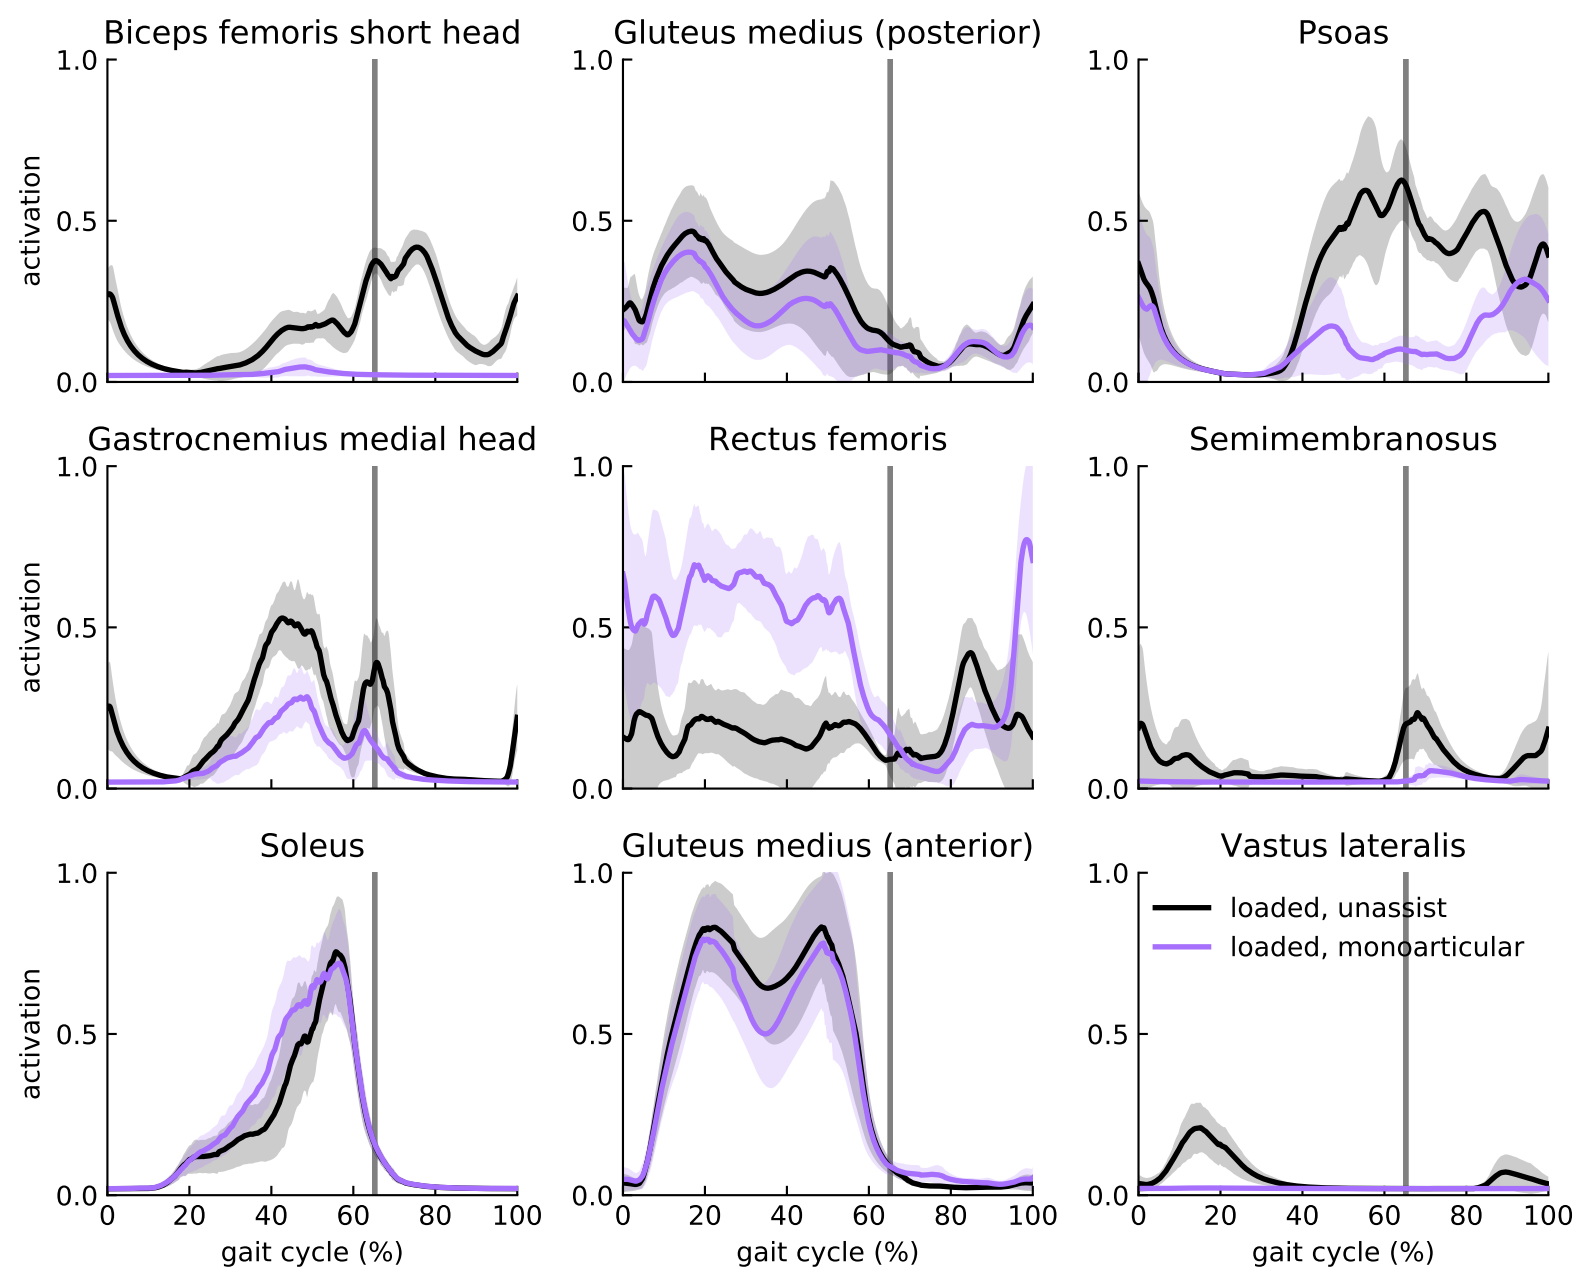 Biceps femoris short head
Gluteus medius (posterior)
Psoas
1.0
0.5
0.0
activation
1.0
0.5
0.0
1.0
0.5
0.0
Gastrocnemius medial head
Rectus femoris
Semimembranosus
1.0
0.5
0.0
activation
1.0
0.5
0.0
1.0
0.5
0.0
Soleus
Gluteus medius (anterior)
Vastus lateralis
1.0
0.5
0.0
activation
0 20 40 60 80 100
gait cycle (%)
1.0
0.5
0.0
0 20 40 60 80 100
gait cycle (%)
1.0
0.5
0.0
loaded, unassist
loaded, monoarticular
0 20 40 60 80 100
gait cycle (%)